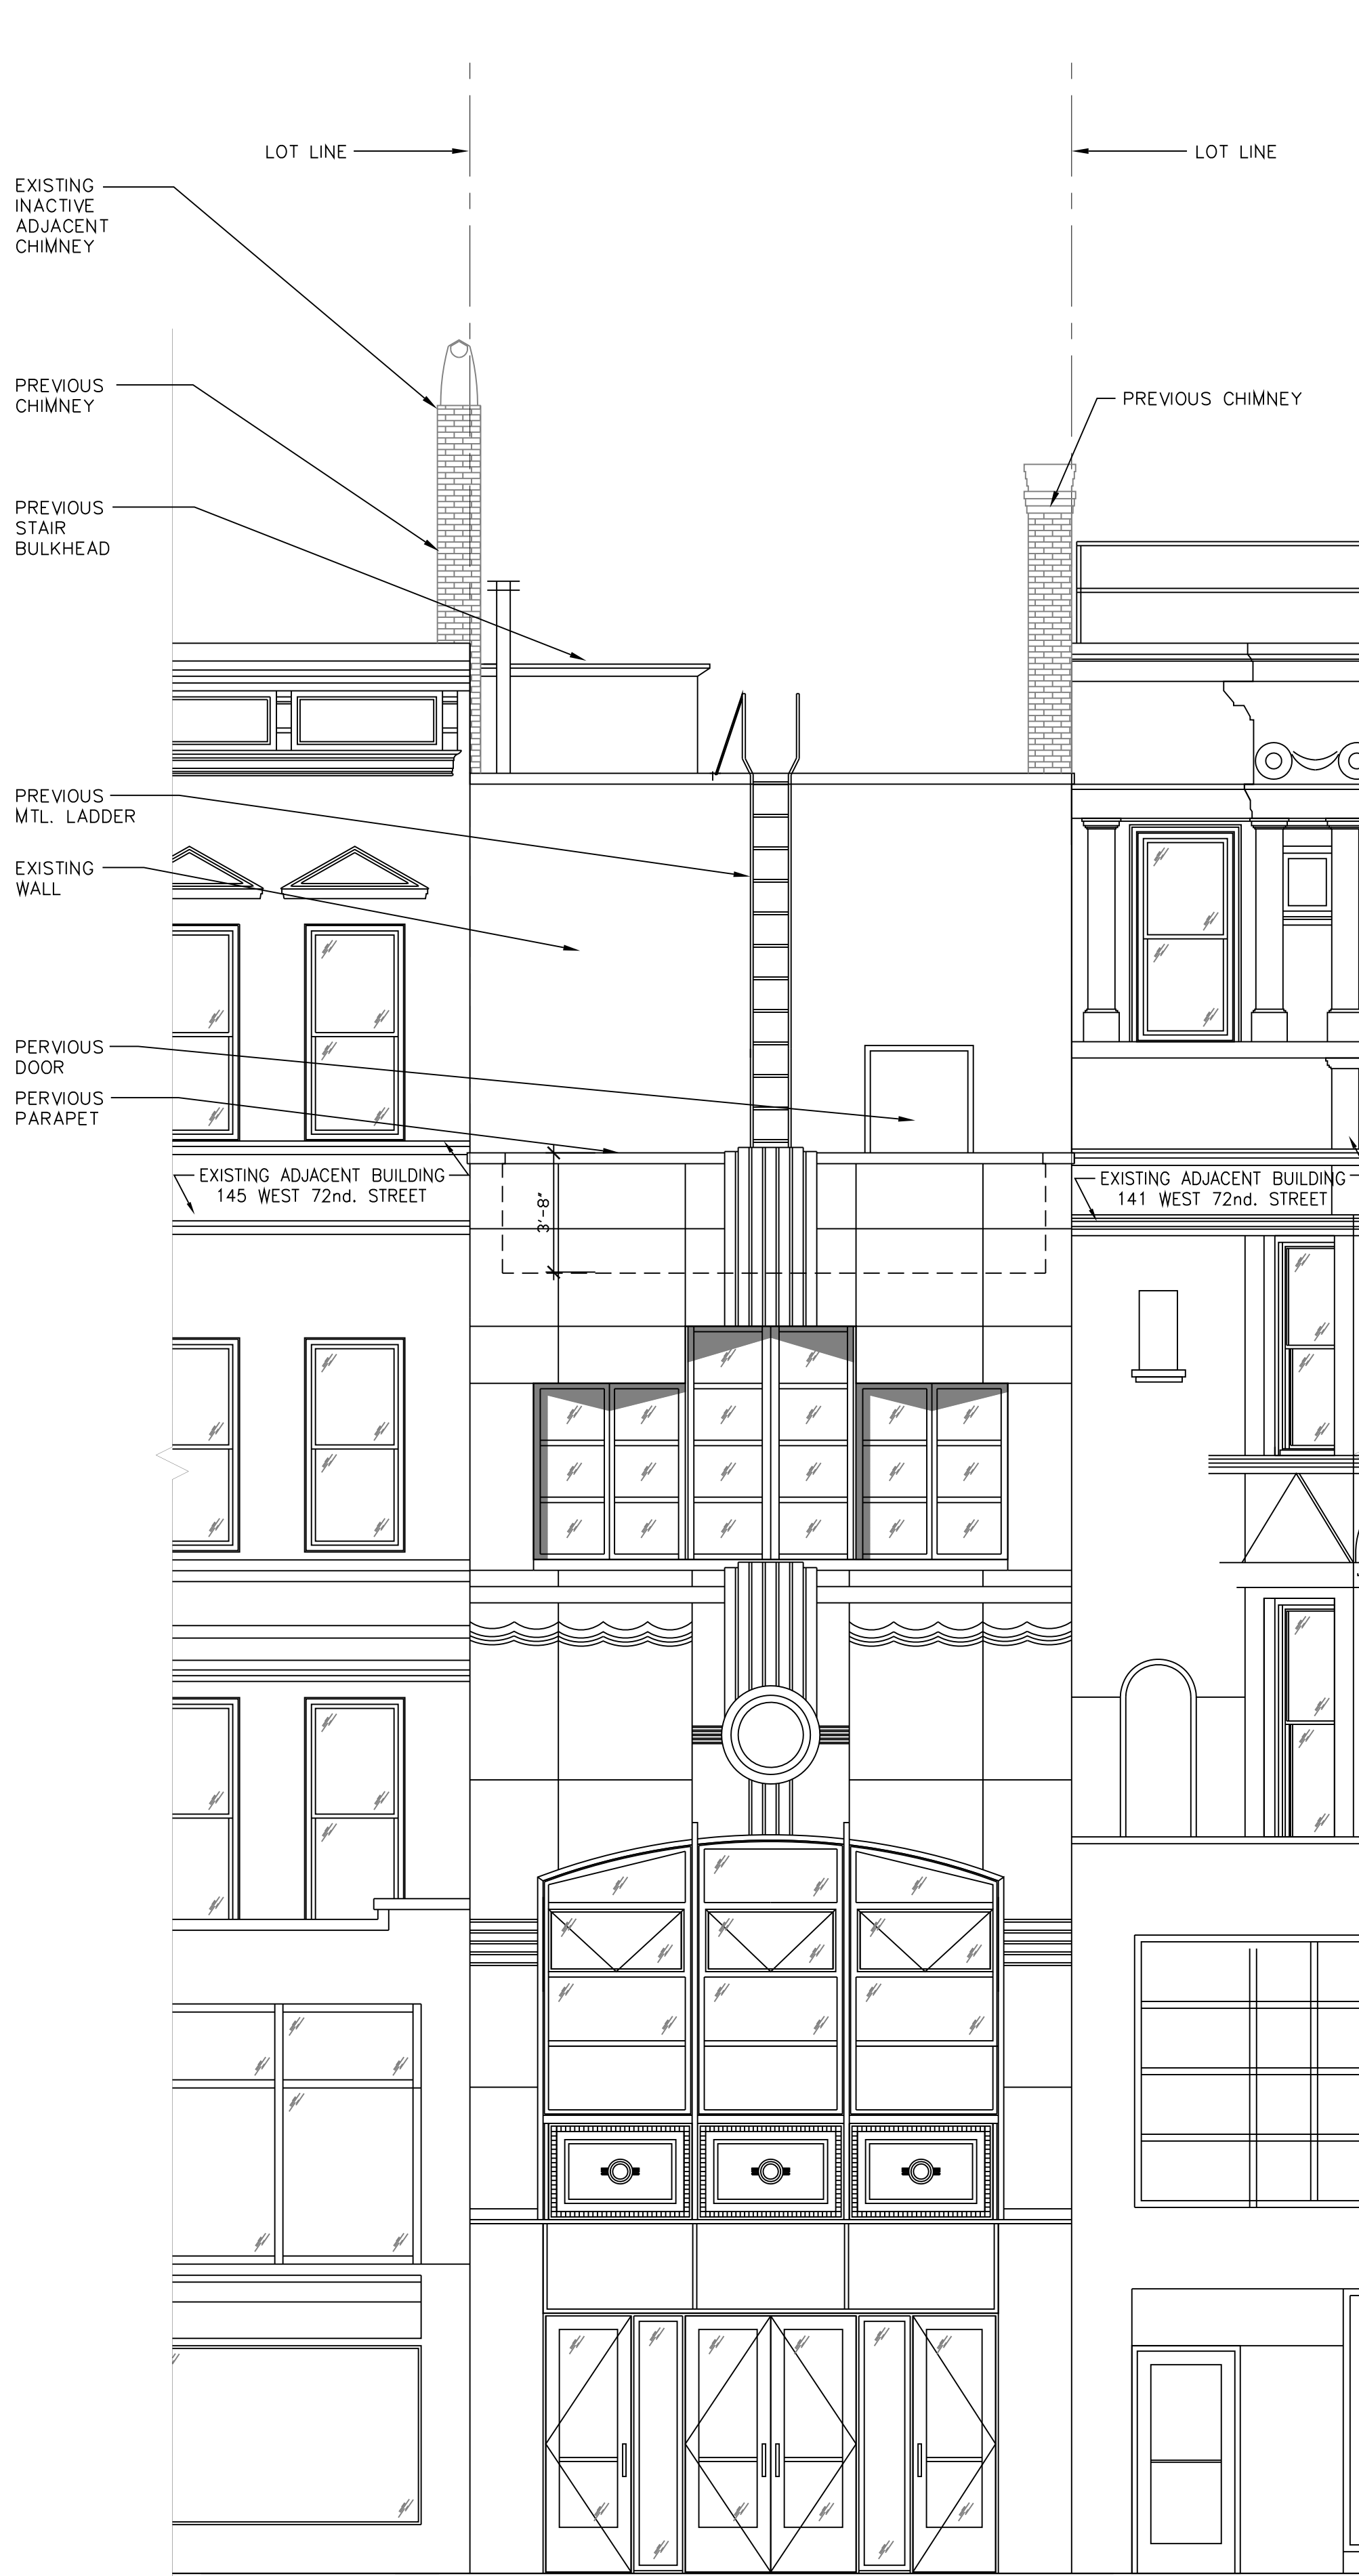 LOT LINE
LOT LINE
EXISTING
INACTIVE
ADJACENT
CHIMNEY
PREVIOUS
CHIMNEY
PREVIOUS CHIMNEY
PREVIOUS
STAIR
BULKHEAD
PREVIOUS
MTL. LADDER
EXISTING
WALL
PERVIOUS
DOOR
PERVIOUS
PARAPET
EXISTING ADJACENT BUILDING
145 WEST 72nd. STREET
3'-8"
EXISTING ADJACENT BUILDING
141 WEST 72nd. STREET